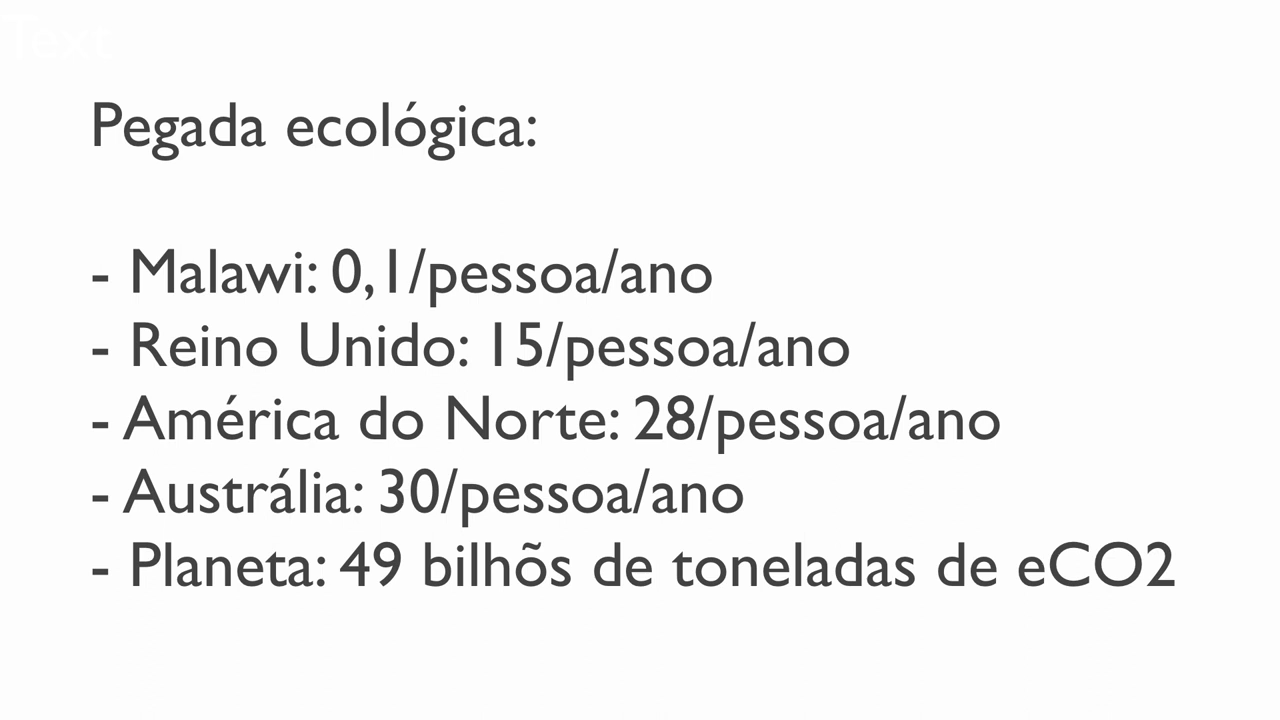 Text
Pegada ecológica:
- Malawi: 0,1/pessoa/ano
- Reino Unido: 15/pessoa/ano
- América do Norte: 28/pessoa/ano
- Austrália: 30/pessoa/ano
- Planeta: 49 bilhõs de toneladas de eCO2